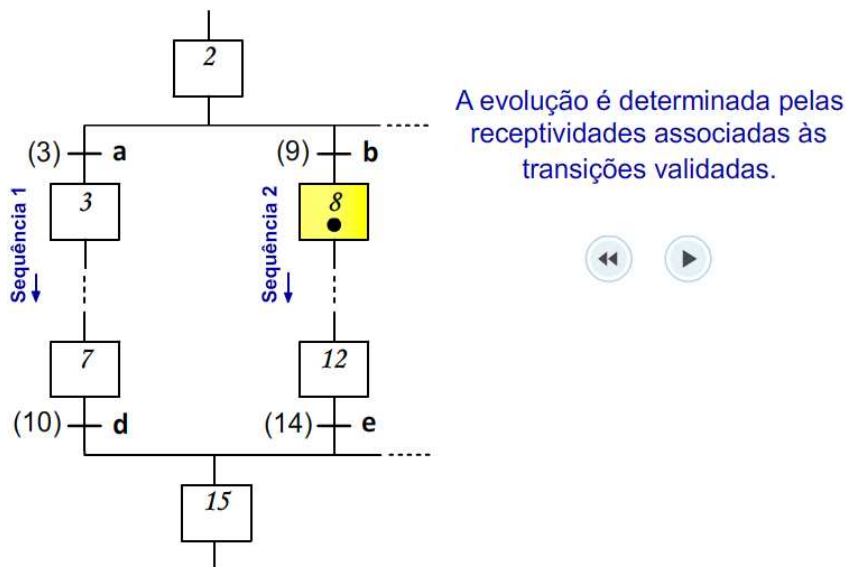 2
A evolução é determinada pelas
receptividades associadas às
transições validadas.
(3) a
(9) b
Sequência 1
3
Sequência 2
8
7
12
(10) d
(14) e
15